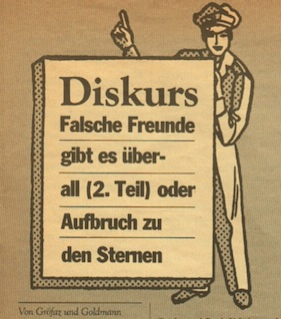 Diskurs
Falsche Freunde
gibt es über-
all (2. Teil) oder
Aufbruch zu
den Sternen
Von Gröfaz und Goldmann